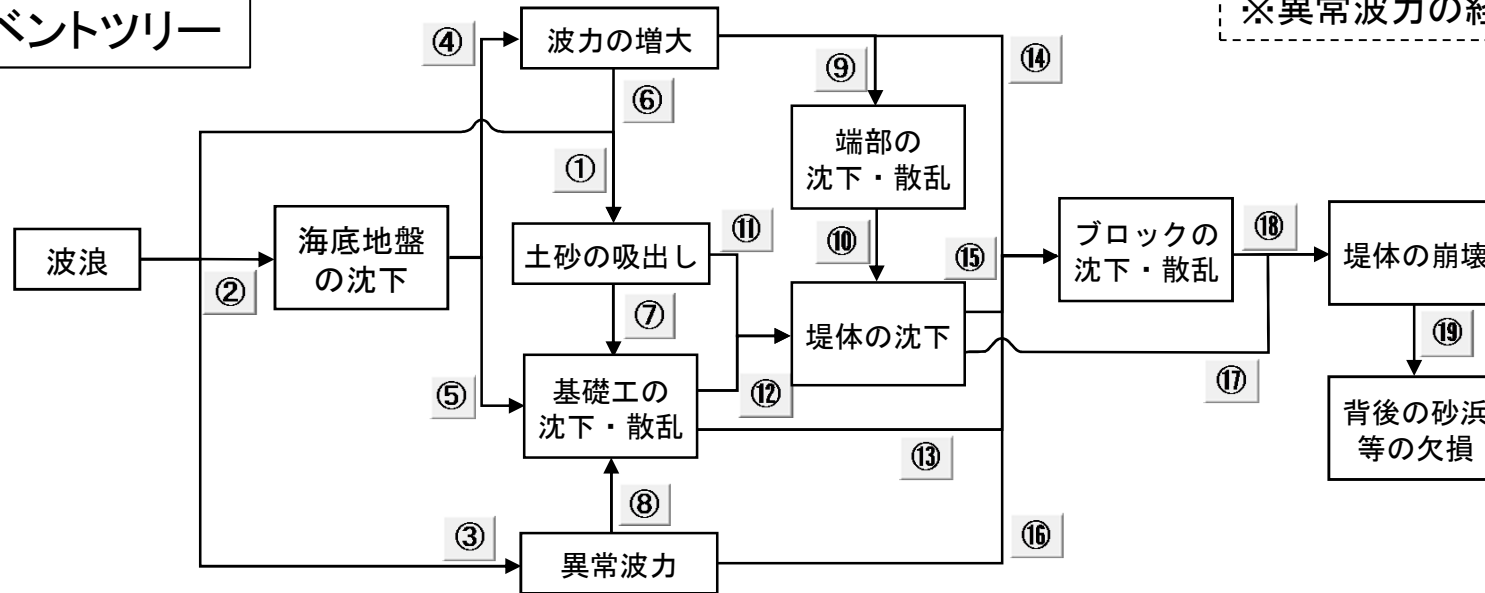 ベントツリー
※異常波力の経
④
波力の増大
⑨
⑭
⑥
端部の
沈下・散乱
①
⑪
波浪
②
海底地盤
の沈下
土砂の吸出し
⑩
⑮
ブロックの
沈下・散乱
⑱
堤体の崩壊
⑦
堤体の沈下
⑲
⑤
基礎工の
沈下・散乱
⑫
⑰
⑬
背後の砂浜
等の欠損
⑧
③
異常波力
⑯